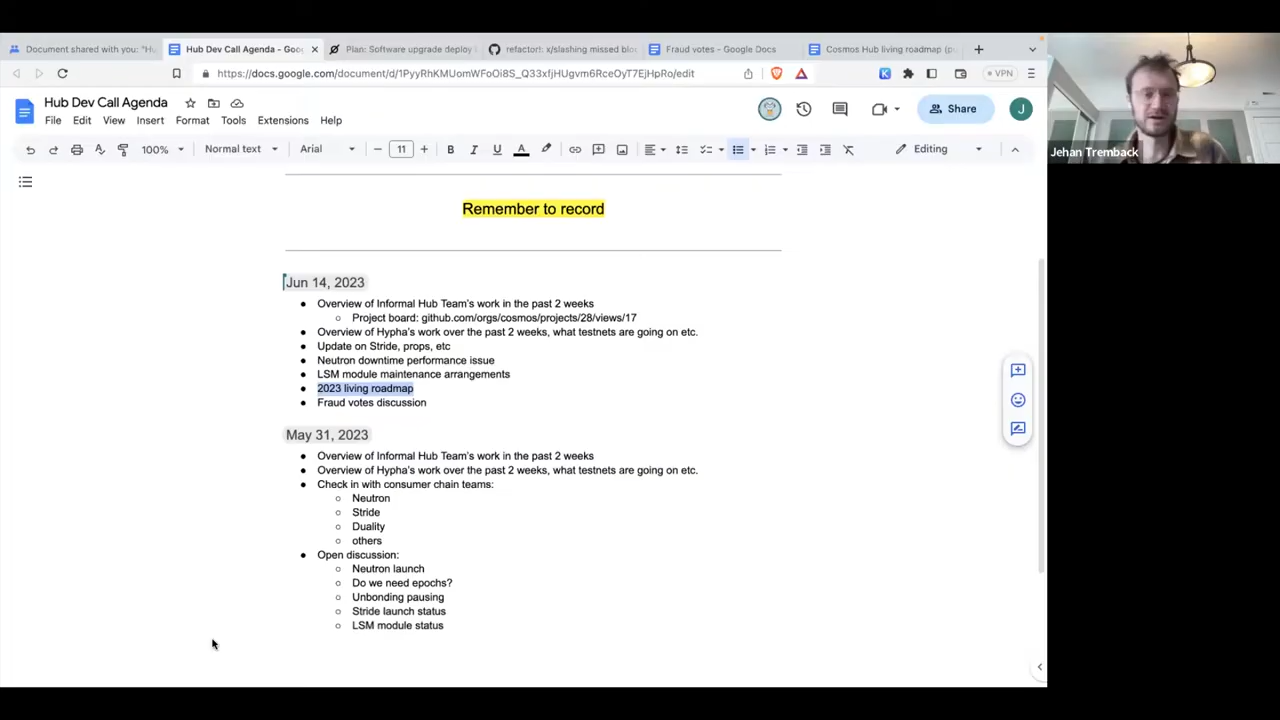 Document shared with you: "Hu
Hub Dev Call Agenda - Goo
Plan: Software upgrade deploy
refactor!: x/slashing missed bloc
Fraud votes - Google Docs
Cosmos Hub living roadmap (pu
https://docs.google.com/document/d/1PyyRhKMUomWFoOi8S_Q33xfjHUgvm6RceOyT7EjHpRo/edit
VPN
Hub Dev Call Agenda
File Edit View Insert Format Tools Extensions Help
Share
J
100% Normal text Arial 11 Editing
Jehan Tremback
Remember to record
Jun 14, 2023
Overview of Informal Hub Team's work in the past 2 weeks
Project board: github.com/orgs/cosmos/projects/28/views/17
Overview of Hypha's work over the past 2 weeks, what testnets are going on etc.
Update on Stride, props, etc
Neutron downtime performance issue
LSM module maintenance arrangements
2023 living roadmap
Fraud votes discussion
May 31, 2023
Overview of Informal Hub Team's work in the past 2 weeks
Overview of Hypha's work over the past 2 weeks, what testnets are going on etc.
Check in with consumer chain teams:
Neutron
Stride
Duality
others
Open discussion:
Neutron launch
Do we need epochs?
Unbonding pausing
Stride launch status
LSM module status